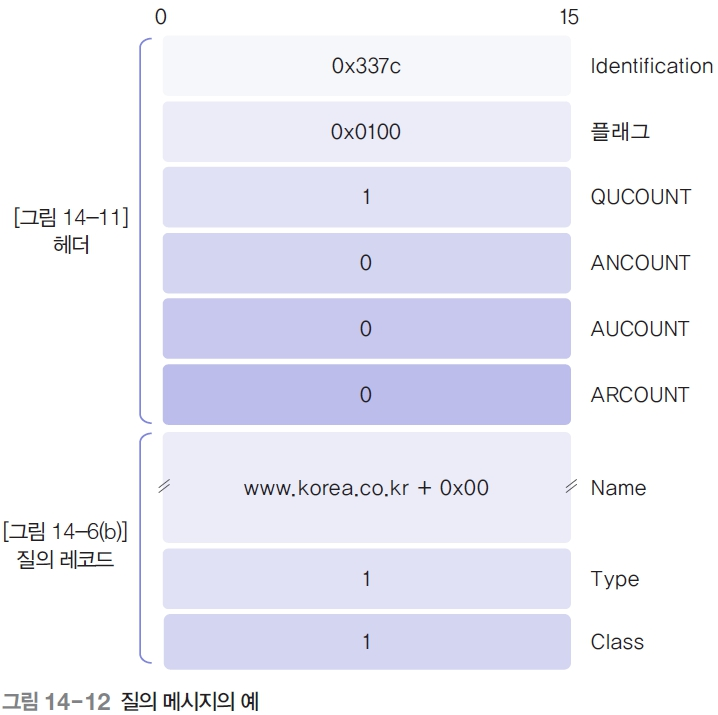 0 15
0x337c Identification
0x0100 플래그
1 QUCOUNT
[그림 14–11]
헤더
0 ANCOUNT
0 AUCOUNT
0 ARCOUNT
www.korea.co.kr + 0x00 Name
[그림 14–6(b)]
질의 레코드
1 Type
1 Class
그림 14-12 질의 메시지의 예